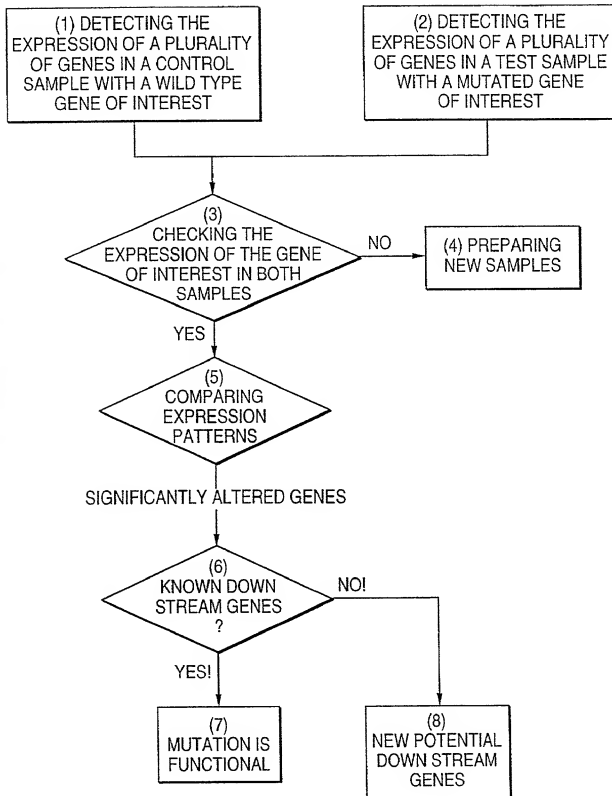 (1) DETECTING THE
EXPRESSION OF A PLURALITY
OF GENES IN A CONTROL
SAMPLE WITH A WILD TYPE
GENE OF INTEREST
(2) DETECTING THE
EXPRESSION OF A PLURALITY
OF GENES IN A TEST SAMPLE
WITH A MUTATED GENE
OF INTEREST
(3)
CHECKING THE
EXPRESSION OF THE GENE
OF INTEREST IN BOTH
SAMPLES
NO
(4) PREPARING
NEW SAMPLES
YES
(5)
COMPARING
EXPRESSION
PATTERNS
SIGNIFICANTLY ALTERED GENES
(6)
KNOWN DOWN
STREAM GENES
?
NO!
YES!
(7)
MUTATION IS
FUNCTIONAL
(8)
NEW POTENTIAL
DOWN STREAM
GENES